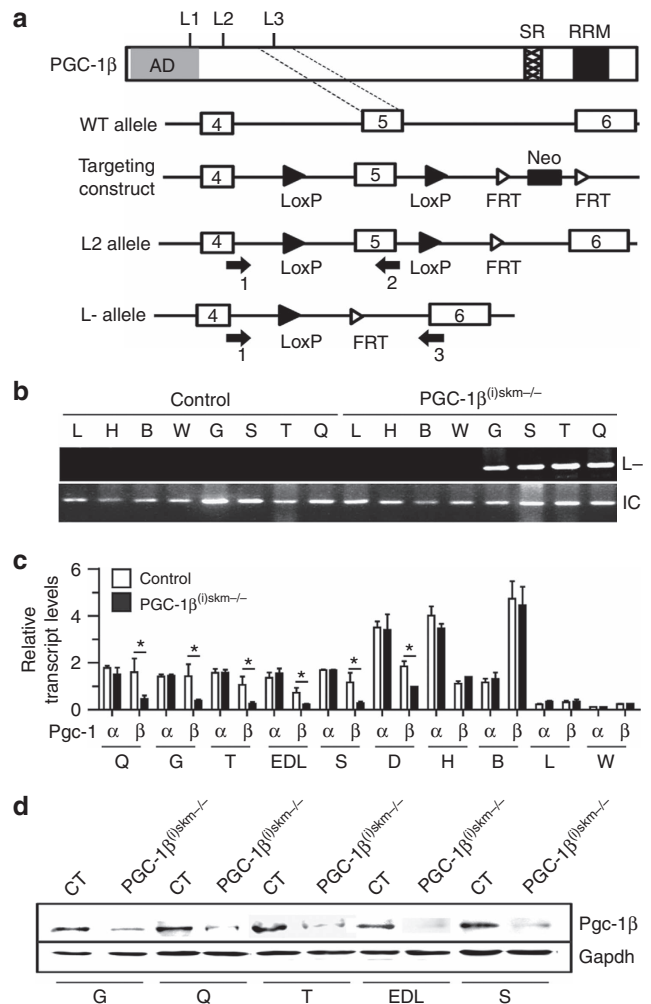 a
L1 L2 L3 SR RRM
PGC-1β AD
WT allele 4 5 6
Targeting construct 4 5 Neo
LoxP LoxP FRT FRT
L2 allele 4 5 6
LoxP LoxP FRT
1 2
L- allele 4 6
LoxP FRT
1 3
b
Control PGC-1β(i)skm–/–
L H B W G S T Q L H B W G S T Q
L–
IC
c
Relative transcript levels
6
4
2
0
Control
PGC-1β(i)skm–/–
* * * * * *
Pgc-1 α β α β α β α β α β α β α β α β α β α β
Q G T EDL S D H B L W
d
CT PGC-1β(i)skm–/– CT PGC-1β(i)skm–/– CT PGC-1β(i)skm–/– CT PGC-1β(i)skm–/– CT PGC-1β(i)skm–/–
Pgc-1β
Gapdh
G Q T EDL S